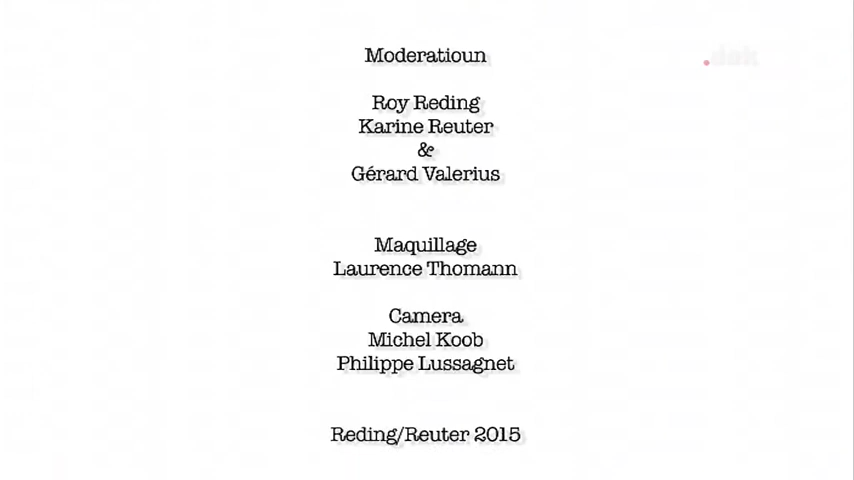 Moderatioun
Roy Reding
Karine Reuter
&
Gérard Valerius
Maquillage
Laurence Thomann
Camera
Michel Koob
Philippe Lussagnet
Reding/Reuter 2015